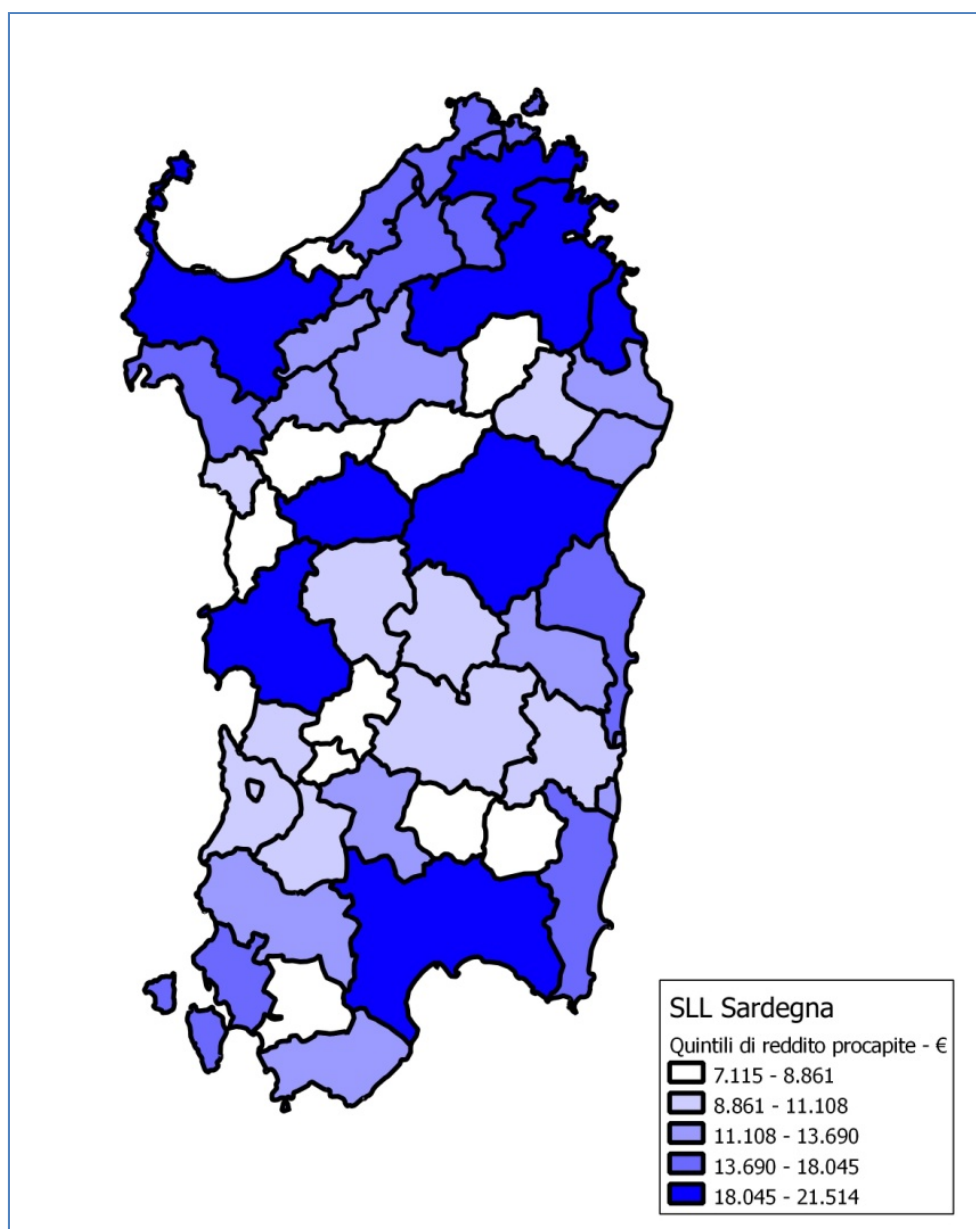 SLL Sardegna
Quintili di reddito procapite - €
7.115 - 8.861
8.861 - 11.108
11.108 - 13.690
13.690 - 18.045
18.045 - 21.514